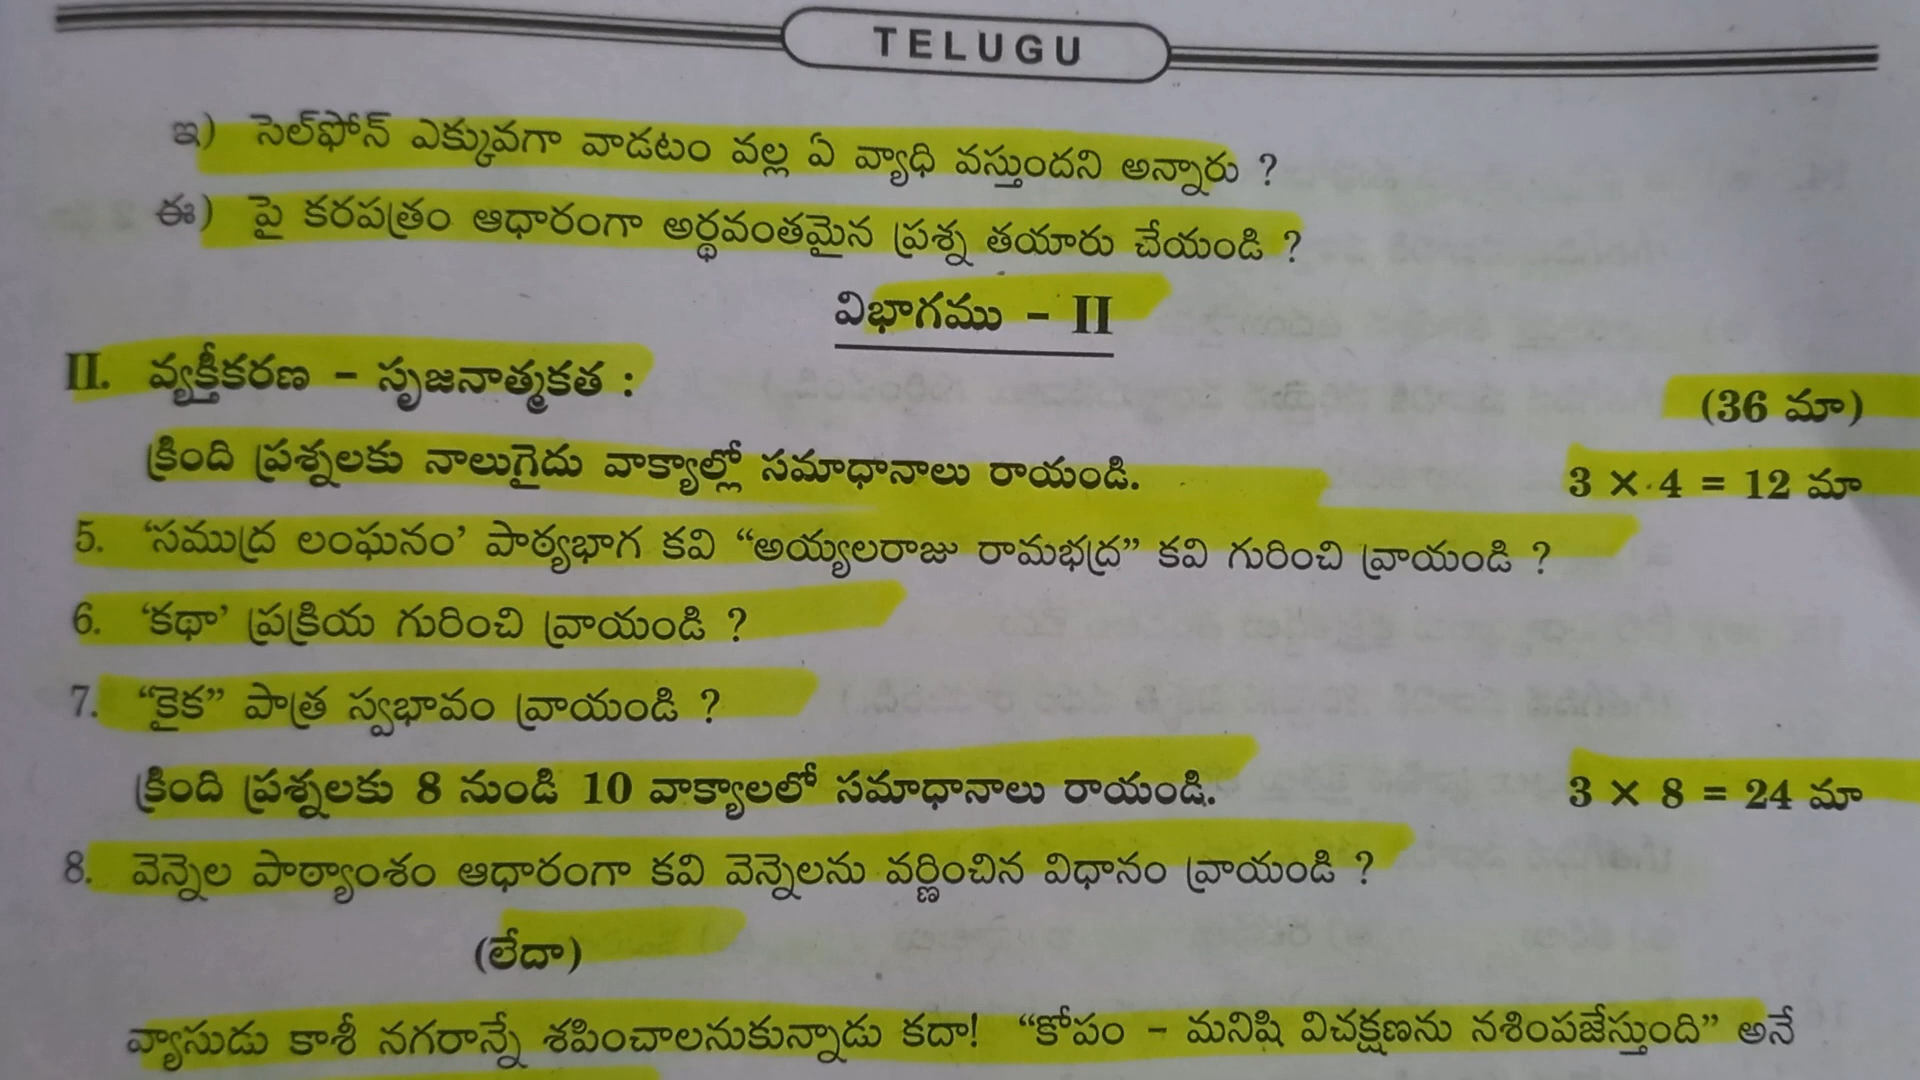 TELUGU
ఇ) సెల్‌ఫోన్ ఎక్కువగా వాడటం వల్ల ఏ వ్యాధి వస్తుందని అన్నారు ?
ఈ) పై కరపత్రం ఆధారంగా అర్థవంతమైన ప్రశ్న తయారు చేయండి ?
విభాగము - II
II. వ్యక్తీకరణ - సృజనాత్మకత : (36 మా)
క్రింది ప్రశ్నలకు నాలుగైదు వాక్యాల్లో సమాధానాలు రాయండి. 3 × 4 = 12 మా
5. ‘సముద్ర లంఘనం’ పాఠ్యభాగ కవి “అయ్యలరాజు రామభద్ర” కవి గురించి వ్రాయండి ?
6. ‘కథా’ ప్రక్రియ గురించి వ్రాయండి ?
7. “కైక” పాత్ర స్వభావం వ్రాయండి ?
క్రింది ప్రశ్నలకు 8 నుండి 10 వాక్యాలలో సమాధానాలు రాయండి. 3 × 8 = 24 మా
8. వెన్నెల పాఠ్యాంశం ఆధారంగా కవి వెన్నెలను వర్ణించిన విధానం వ్రాయండి ?
(లేదా)
వ్యాసుడు కాశీ నగరాన్నే శపించాలనుకున్నాడు కదా! “కోపం - మనిషి విచక్షణను నశింపజేస్తుంది” అనే